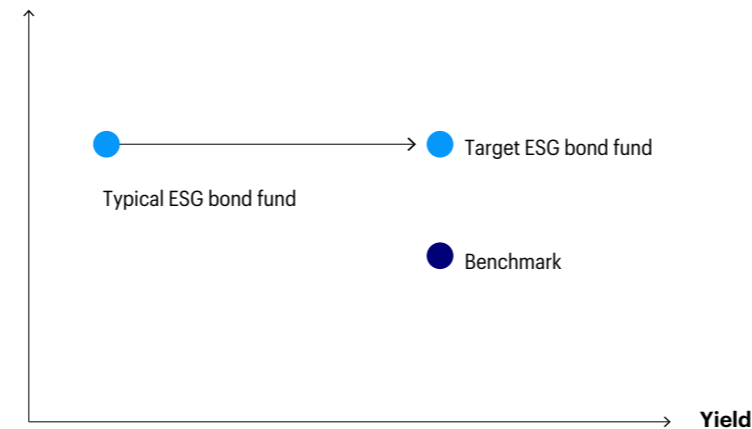 Target ESG bond fund
Typical ESG bond fund
Benchmark
Yield